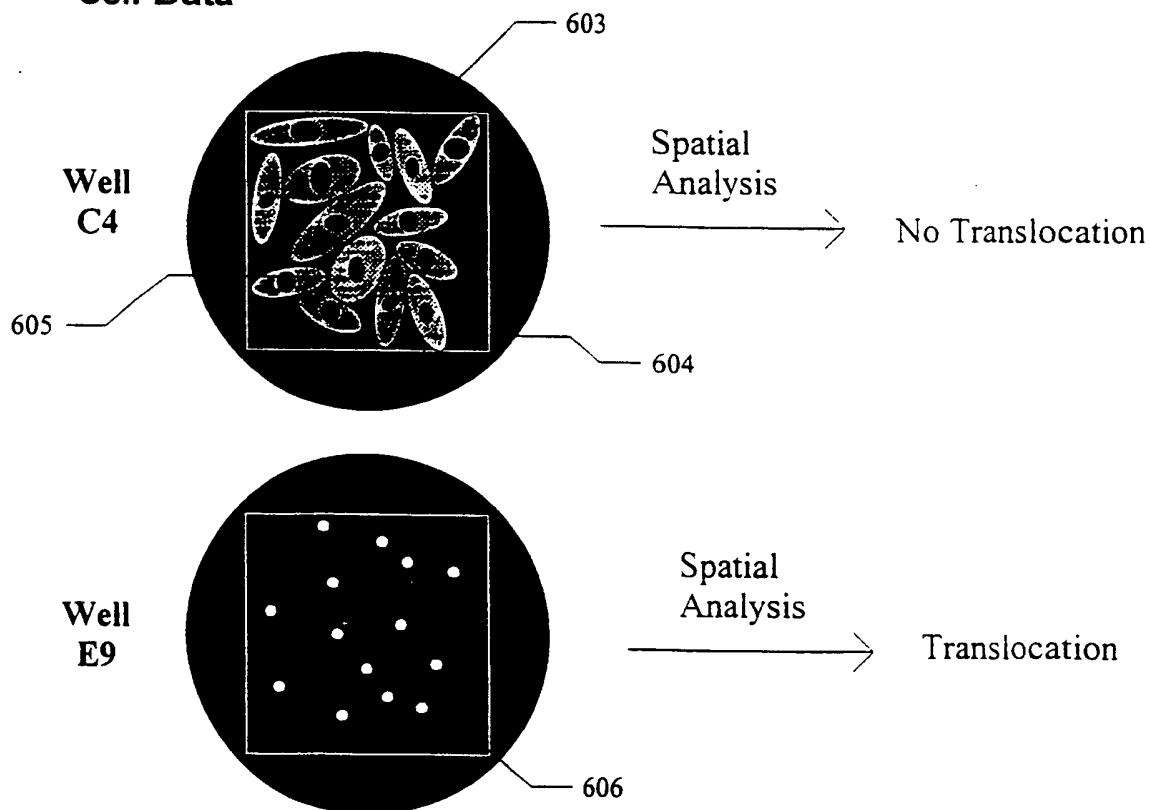 Cell Data
603
Well
C4
Spatial
Analysis
No Translocation
605
604
Well
E9
Spatial
Analysis
Translocation
606